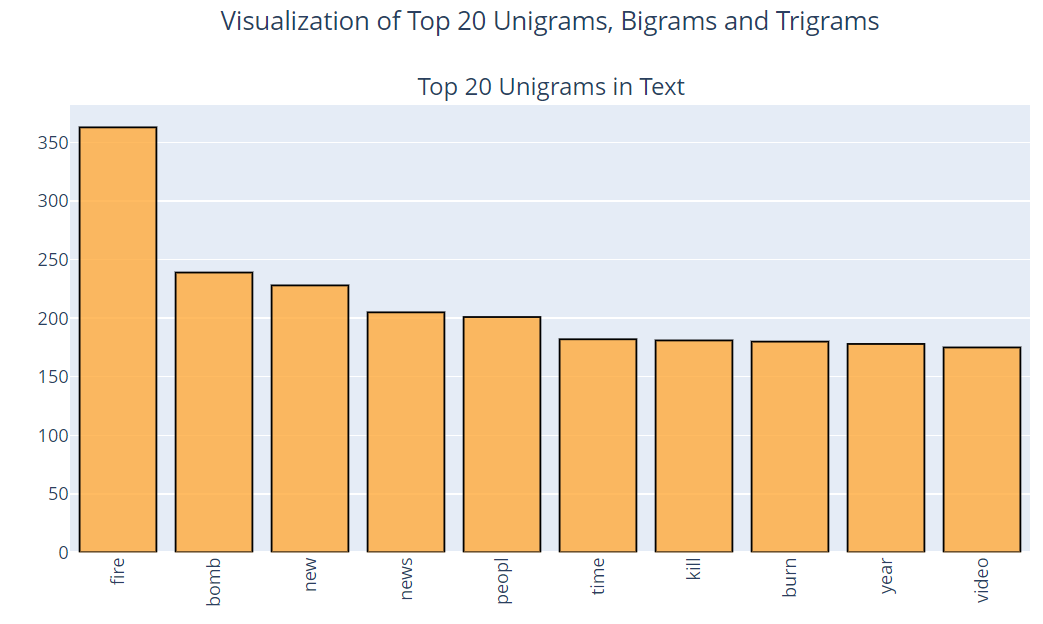 Visualization of Top 20 Unigrams, Bigrams and Trigrams
Top 20 Unigrams in Text
350
300
250
200
150
100
50
0
fire
bomb
new
news
peopl
time
kill
burn
year
video